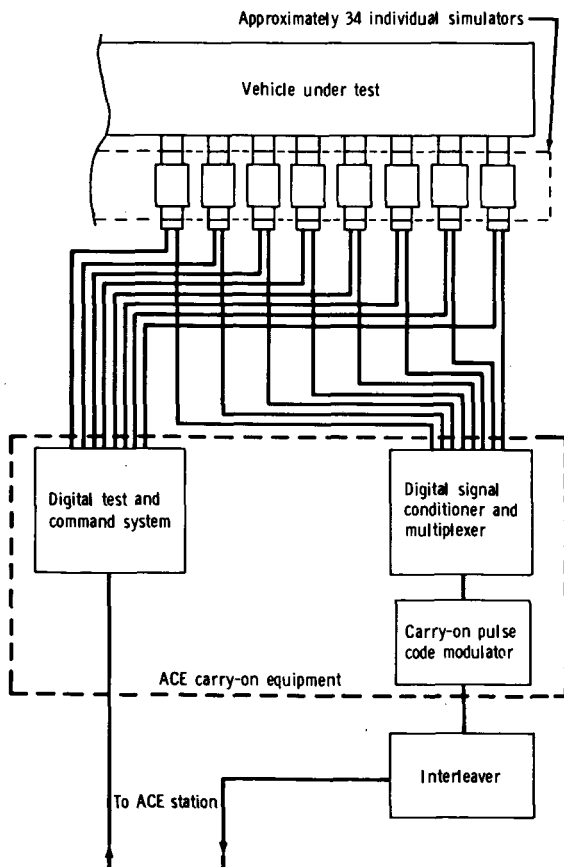 Approximately 34 individual simulators
Vehicle under test
Digital test and
command system
Digital signal
conditioner and
multiplexer
Carry-on pulse
code modulator
ACE carry-on equipment
Interleaver
To ACE station